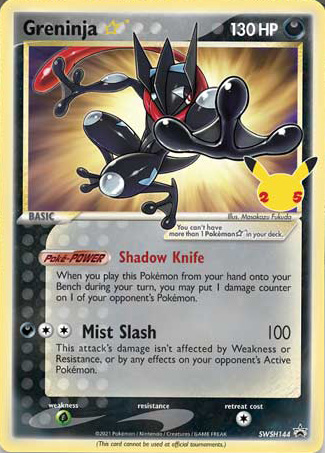 Greninja ☆ 130 HP
BASIC
Illus. Masakazu Fukuda
25
You can't have
more than 1 Pokémon☆ in your deck.
Poké-POWER Shadow Knife
When you play this Pokémon from your hand onto your
Bench during your turn, you may put 1 damage counter
on 1 of your opponent's Pokémon.
Mist Slash 100
This attack's damage isn't affected by Weakness or
Resistance, or by any effects on your opponent's Active
Pokémon.
weakness resistance retreat cost
©2021 Pokémon / Nintendo / Creatures / GAME FREAK
SWSH144
(This card cannot be used at official tournaments.)